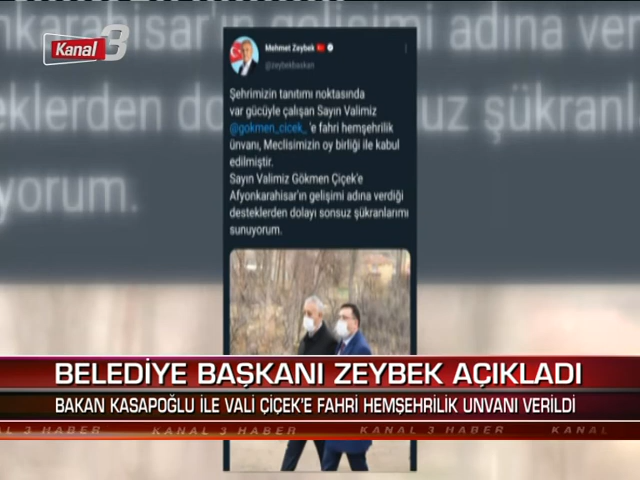 Kanal 3
Mehmet Zeybek
@zeybekbaskan
Şehrimizin tanıtımı noktasında
var gücüyle çalışan Sayın Valimiz
@gokmen_cicek_ 'e fahri hemşehrilik
ünvanı, Meclisimizin oy birliği ile kabul
edilmiştir.
Sayın Valimiz Gökmen Çiçek'e
Afyonkarahisar'ın gelişimi adına verdiği
desteklerden dolayı sonsuz şükranlarımı
sunuyorum.
BELEDİYE BAŞKANI ZEYBEK AÇIKLADI
BAKAN KASAPOĞLU İLE VALİ ÇİÇEK'E FAHRİ HEMŞEHRİLİK UNVANI VERİLDİ
KANAL 3 HABER KANAL 3 HABER KANAL